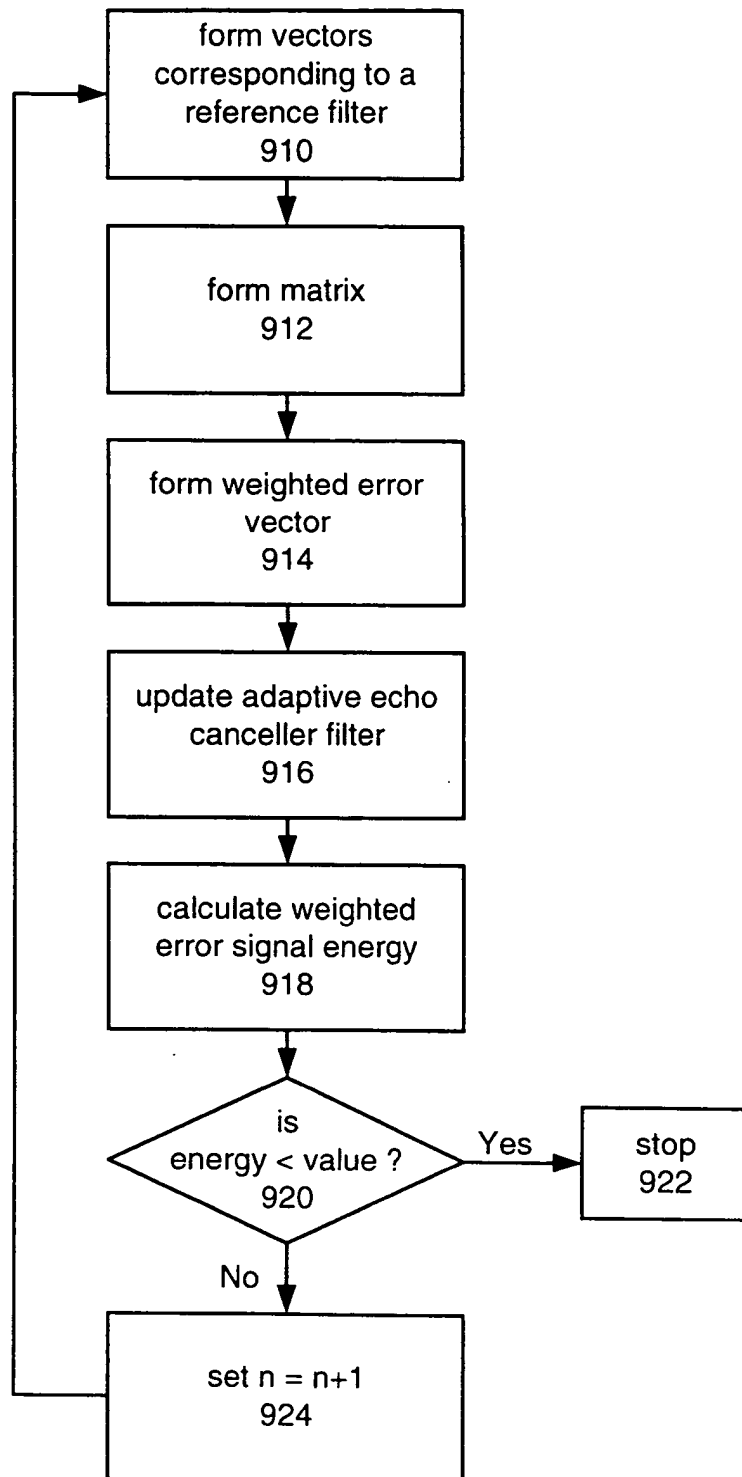 form vectors
corresponding to a
reference filter
910
form matrix
912
form weighted error
vector
914
update adaptive echo
canceller filter
916
calculate weighted
error signal energy
918
is
energy < value ?
920
Yes
stop
922
No
set n = n+1
924